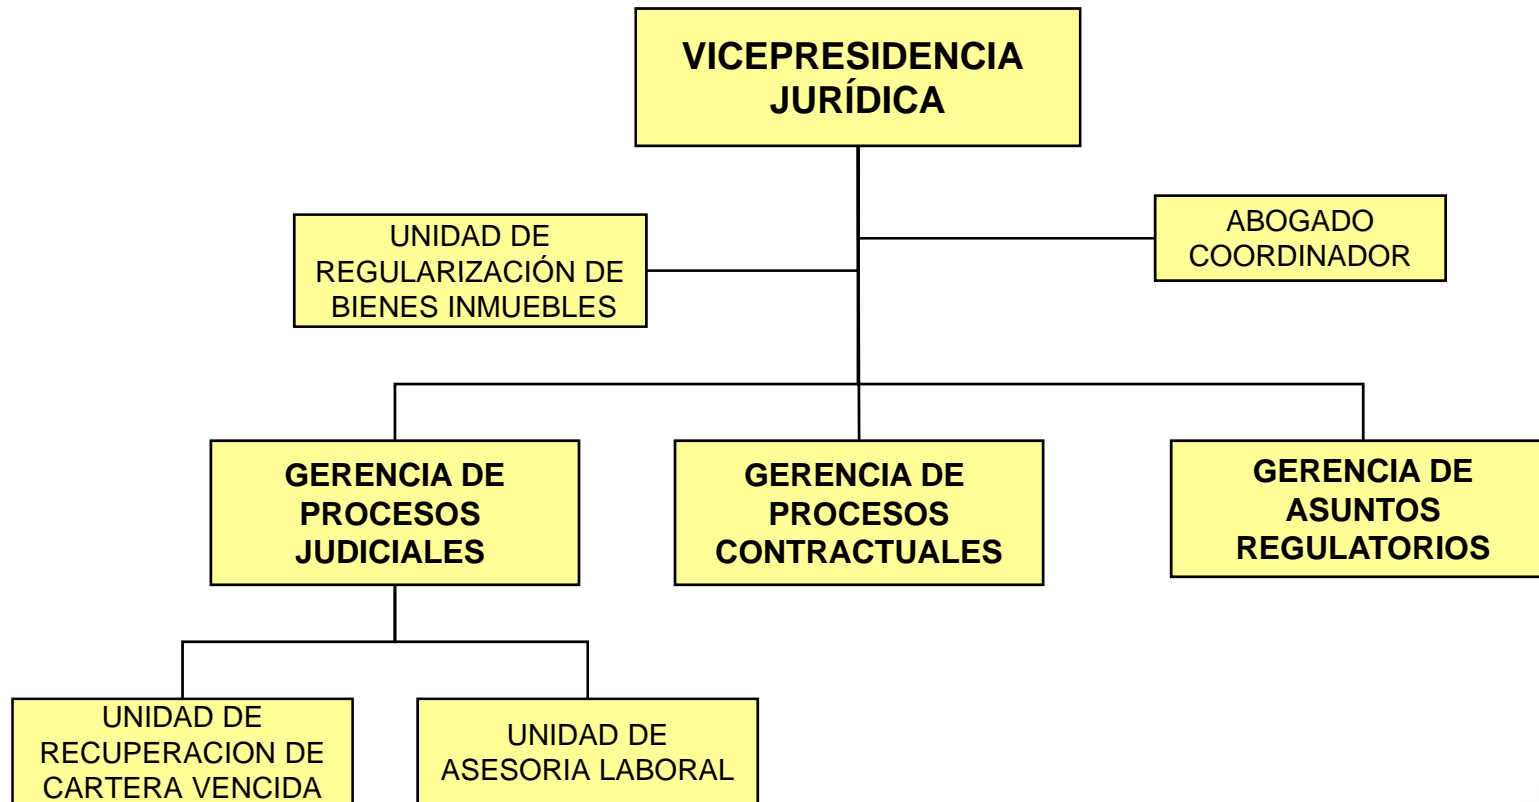 VICEPRESIDENCIA
JURÍDICA
UNIDAD DE
REGULARIZACIÓN DE
BIENES INMUEBLES
ABOGADO
COORDINADOR
GERENCIA DE
PROCESOS
JUDICIALES
GERENCIA DE
PROCESOS
CONTRACTUALES
GERENCIA DE
ASUNTOS
REGULATORIOS
UNIDAD DE
RECUPERACION DE
CARTERA VENCIDA
UNIDAD DE
ASESORIA LABORAL